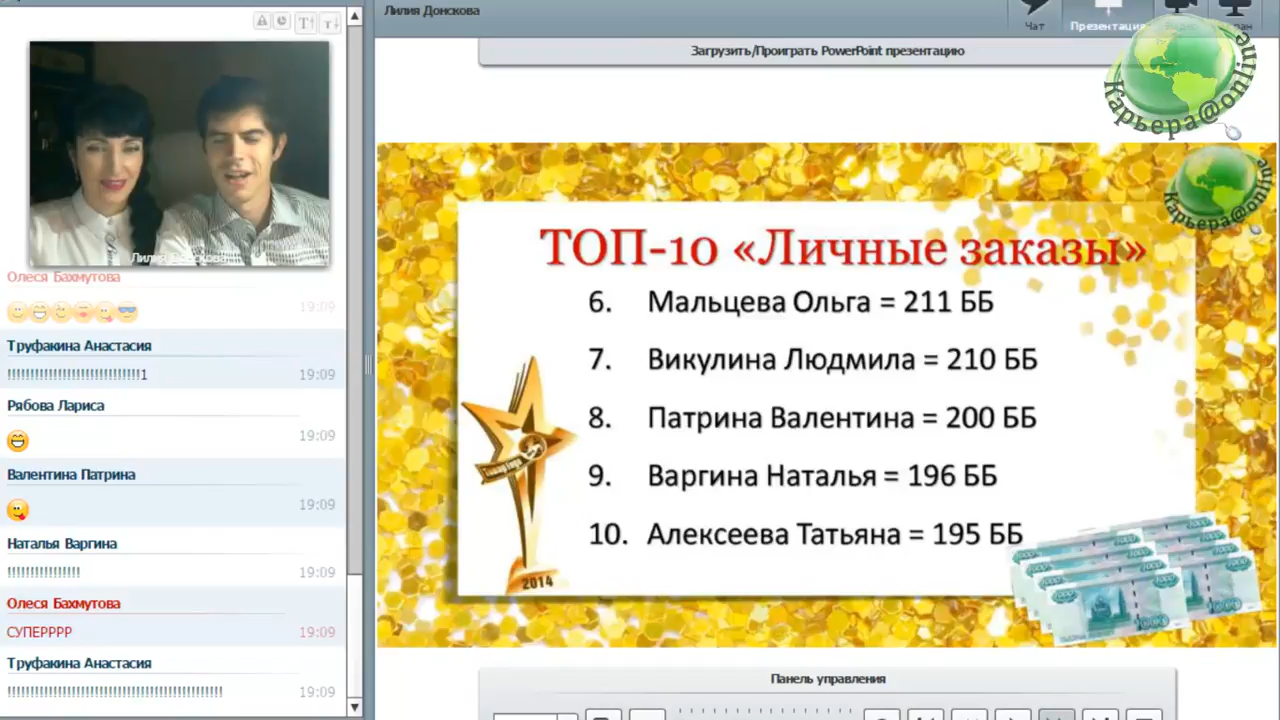 Лилия Донскова
Чат
Презентация
Загрузить/Проиграть PowerPoint презентацию
Карьера@online
Карьера@online
Лилия Донскова
Олеся Бахмутова
19:09
Труфакина Анастасия
!!!!!!!!!!!!!!!!!!!!!!!!!!!!!1
19:09
Рябова Лариса
19:09
Валентина Патрина
19:09
Наталья Варгина
!!!!!!!!!!!!!!!!
19:09
Олеся Бахмутова
СУПЕРРРР
19:09
Труфакина Анастасия
!!!!!!!!!!!!!!!!!!!!!!!!!!!!!!!!!!!!!!!!!!!!!!!
19:09
ТОП-10 «Личные заказы»
6. Мальцева Ольга = 211 ББ
7. Викулина Людмила = 210 ББ
8. Патрина Валентина = 200 ББ
9. Варгина Наталья = 196 ББ
10. Алексеева Татьяна = 195 ББ
2014
Панель управления